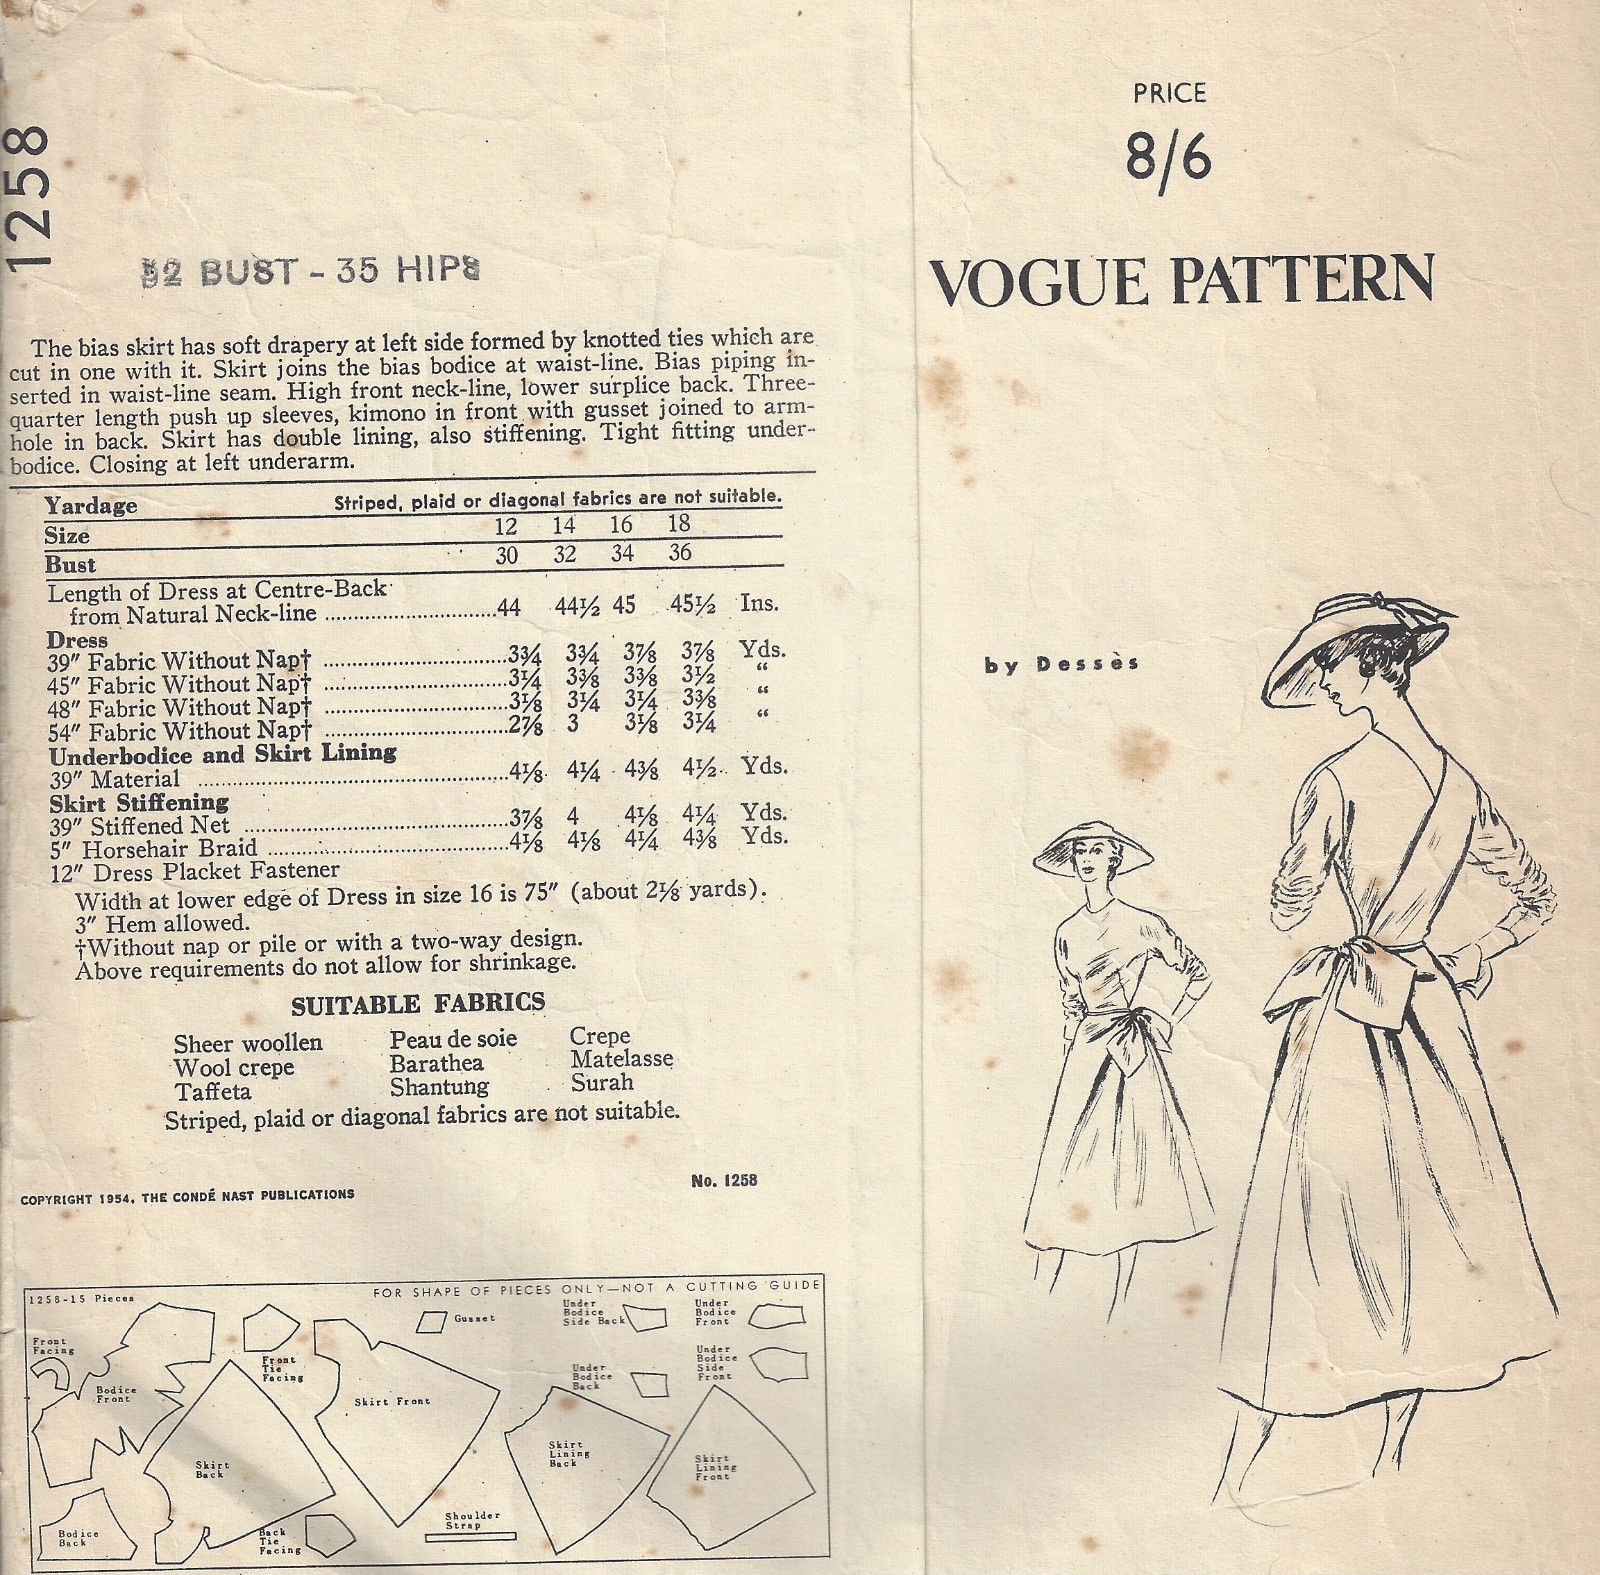 1258
32 BUST - 35 HIPS
The bias skirt has soft drapery at left side formed by knotted ties which are
cut in one with it. Skirt joins the bias bodice at waist-line. Bias piping in-
serted in waist-line seam. High front neck-line, lower surplice back. Three-
quarter length push up sleeves, kimono in front with gusset joined to arm-
hole in back. Skirt has double lining, also stiffening. Tight fitting under-
bodice. Closing at left underarm.
Yardage Striped, plaid or diagonal fabrics are not suitable.
Size 12 14 16 18
Bust 30 32 34 36
Length of Dress at Centre-Back
from Natural Neck-line ........ 44 44½ 45 45½ Ins.
Dress
39″ Fabric Without Nap† ........ 3¾ 3¾ 3⅞ 3⅞ Yds.
45″ Fabric Without Nap† ........ 3¼ 3⅜ 3⅜ 3½ “
48″ Fabric Without Nap† ........ 3⅛ 3¼ 3¼ 3⅜ “
54″ Fabric Without Nap† ........ 2⅞ 3 3⅛ 3¼ “
Underbodice and Skirt Lining
39″ Material ........ 4⅛ 4¼ 4⅜ 4½ Yds.
Skirt Stiffening
39″ Stiffened Net ........ 3⅞ 4 4⅛ 4¼ Yds.
5″ Horsehair Braid ........ 4⅛ 4⅛ 4¼ 4⅜ Yds.
12″ Dress Placket Fastener
Width at lower edge of Dress in size 16 is 75″ (about 2⅛ yards).
3″ Hem allowed.
†Without nap or pile or with a two-way design.
Above requirements do not allow for shrinkage.
SUITABLE FABRICS
Sheer woollen Peau de soie Crepe
Wool crepe Barathea Matelasse
Taffeta Shantung Surah
Striped, plaid or diagonal fabrics are not suitable.
No. 1258
COPYRIGHT 1954, THE CONDÉ NAST PUBLICATIONS
FOR SHAPE OF PIECES ONLY—NOT A CUTTING GUIDE
1258-15 Pieces
Front
Facing
Bodice
Front
Front
Tie
Facing
Skirt Front
Gusset
Under
Bodice
Side Back
Under
Bodice
Front
Under
Bodice
Back
Under
Bodice
Side
Front
Skirt
Back
Skirt
Lining
Back
Skirt
Lining
Front
Bodice
Back
Back
Tie
Facing
Shoulder
Strap
PRICE
8/6
VOGUE PATTERN
by Dessès